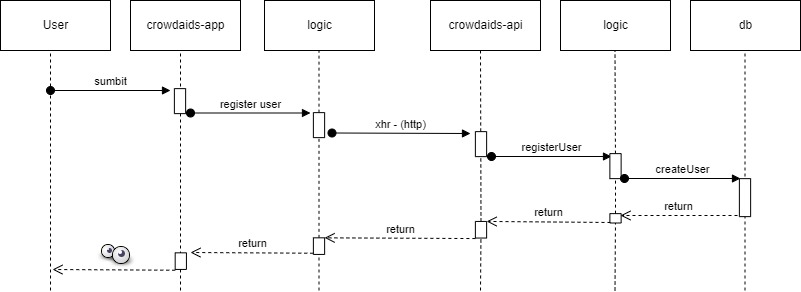 User
crowdaids-app
logic
crowdaids-api
logic
db
sumbit
register user
xhr - (http)
registerUser
createUser
return
return
return
return